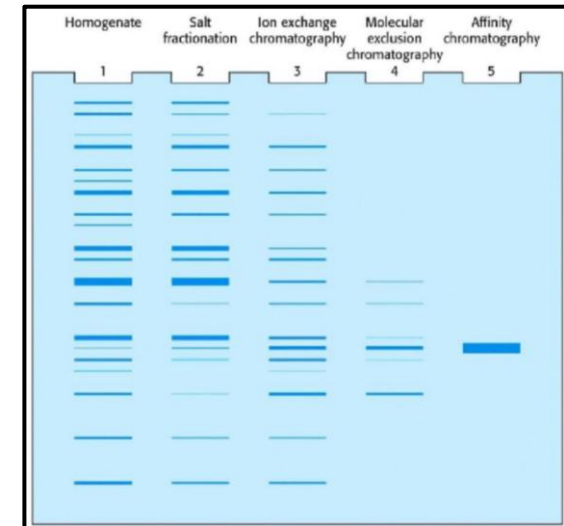 Homogenate
Salt
fractionation
Ion exchange
chromatography
Molecular
exclusion
chromatography
Affinity
chromatography
1
2
3
4
5